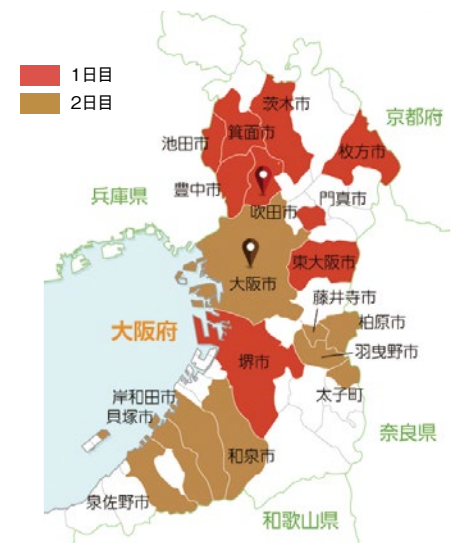 1日目
2日目
茨木市
京都府
箕面市
池田市
枚方市
豊中市
門真市
兵庫県
吹田市
東大阪市
大阪市
藤井寺市
柏原市
大阪府
羽曳野市
堺市
太子町
岸和田市
貝塚市
奈良県
和泉市
泉佐野市
和歌山県